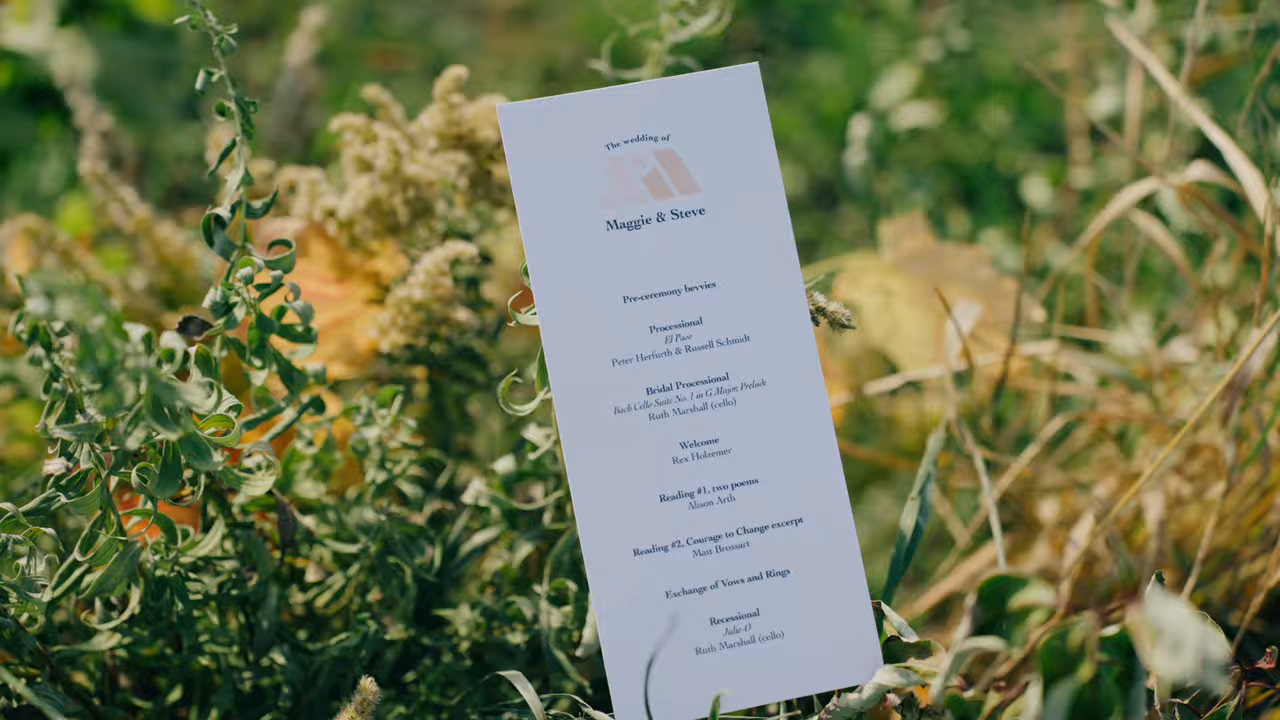 The wedding of
Maggie & Steve
Pre-ceremony bevvies
Processional
El Paso
Peter Herfurth & Russell Schmidt
Bridal Processional
Bach Cello Suite No. 1 in G Major, Prelude
Ruth Marshall (cello)
Welcome
Rex Holzemer
Reading #1, two poems
Alison Arth
Reading #2, Courage to Change excerpt
Matt Brossart
Exchange of Vows and Rings
Recessional
Julie-O
Ruth Marshall (cello)